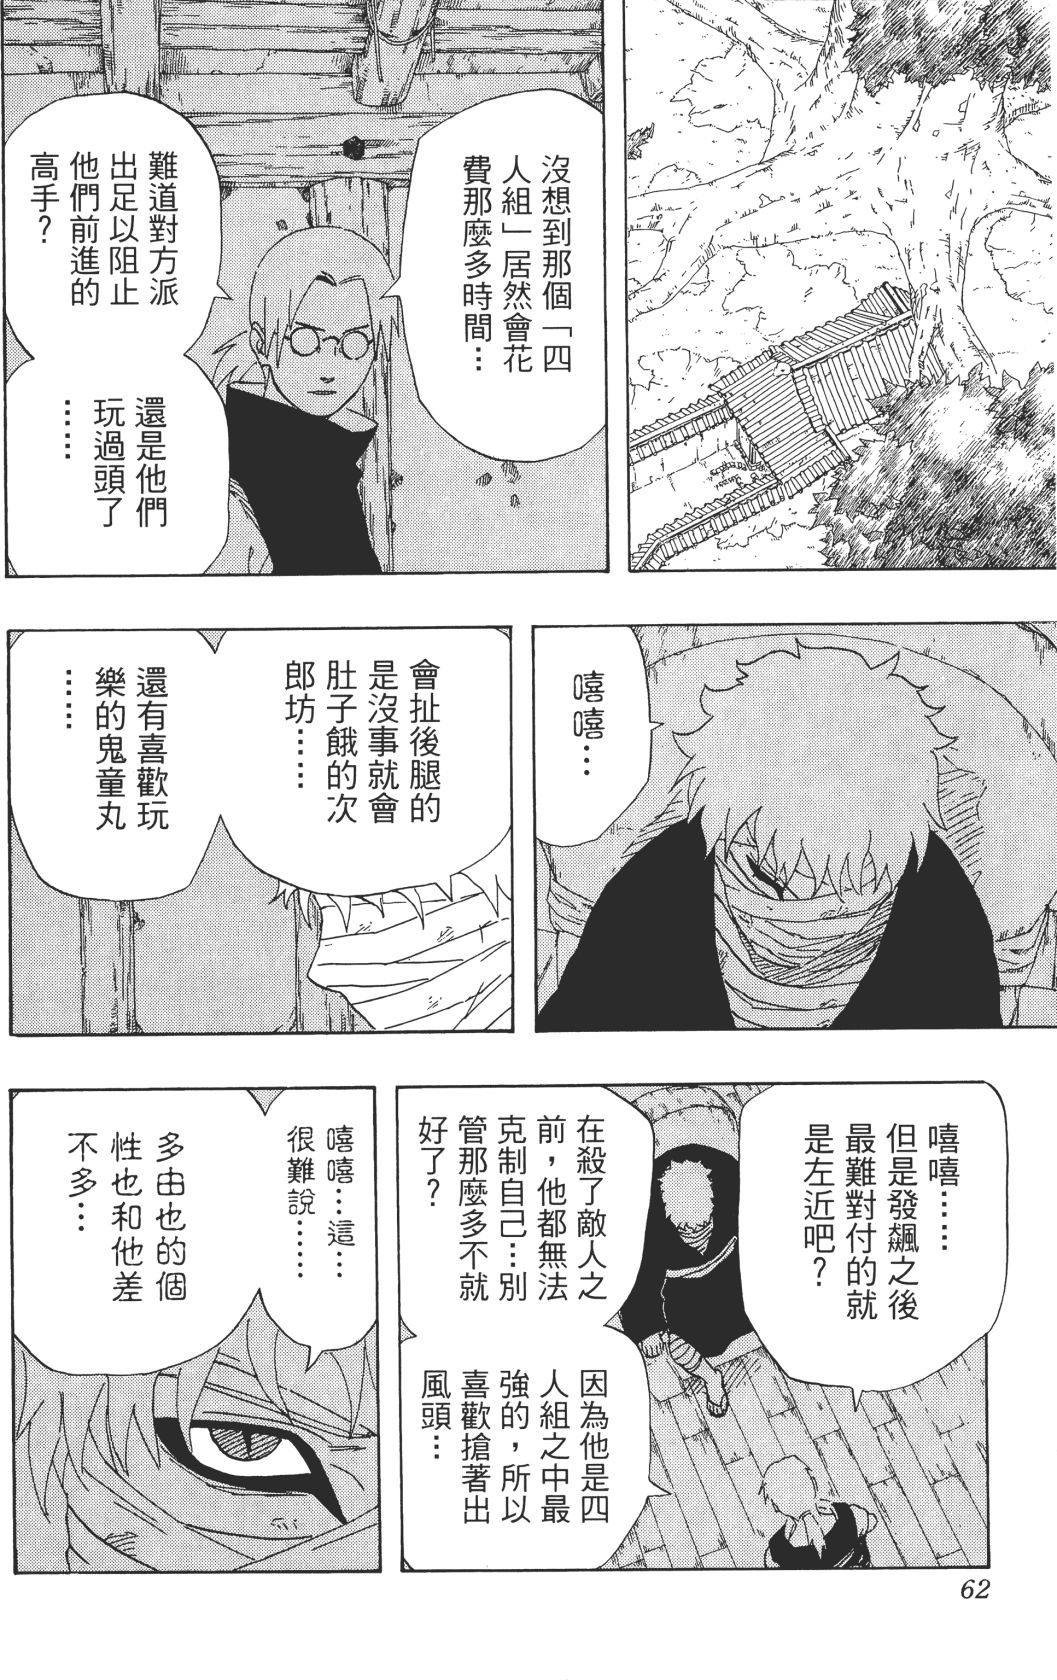 沒想到那個「四
人組」居然會花
費那麼多時間…
難道對方派
出足以阻止
他們前進的
高手？
還是他們
玩過頭了
……
嘻嘻…
會扯後腿的
是沒事就會
肚子餓的次
郎坊……
還有喜歡玩
樂的鬼童丸
……
嘻嘻……
但是發飆之後
最難對付的就
是左近吧？
在殺了敵人之
前，他都無法
克制自己…別
管那麼多不就
好了？
因為他是四
人組之中最
強的，所以
喜歡搶著出
風頭…
嘻嘻…這…
很難說……
多由也的個
性也和他差
不多…
62